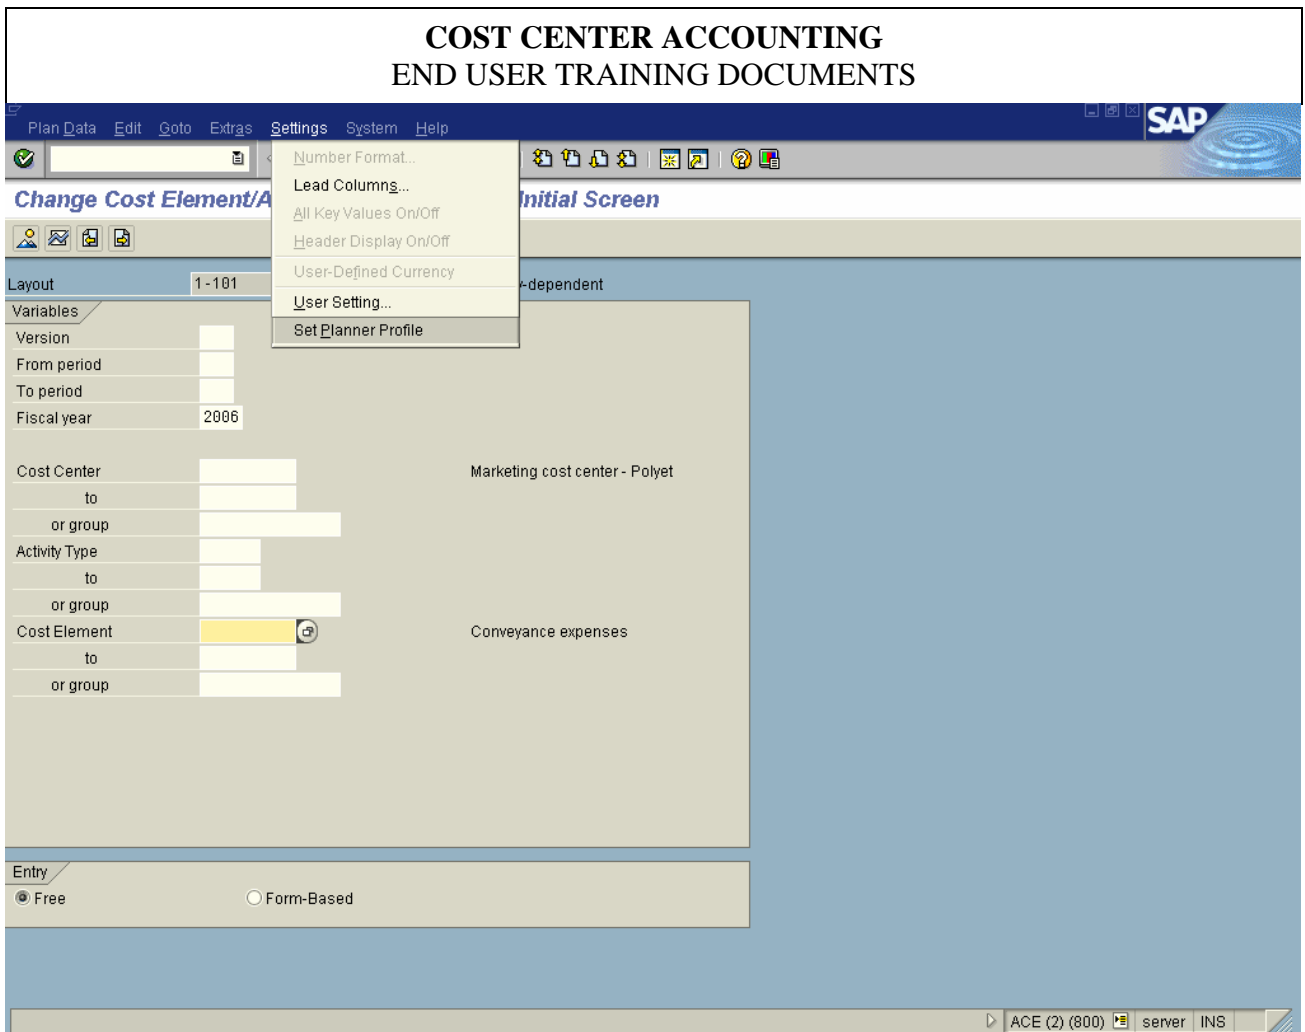 COST CENTER ACCOUNTING
END USER TRAINING DOCUMENTS
Plan Data Edit Goto Extras Settings System Help
SAP
Number Format...
Lead Columns...
Change Cost Element/A
Initial Screen
All Key Values On/Off
Header Display On/Off
User-Defined Currency
Layout 1-101
-dependent
User Setting...
Variables
Set Planner Profile
Version
From period
To period
Fiscal year 2006
Cost Center Marketing cost center - Polyet
to
or group
Activity Type
to
or group
Cost Element Conveyance expenses
to
or group
Entry
Free Form-Based
ACE (2) (800) server INS